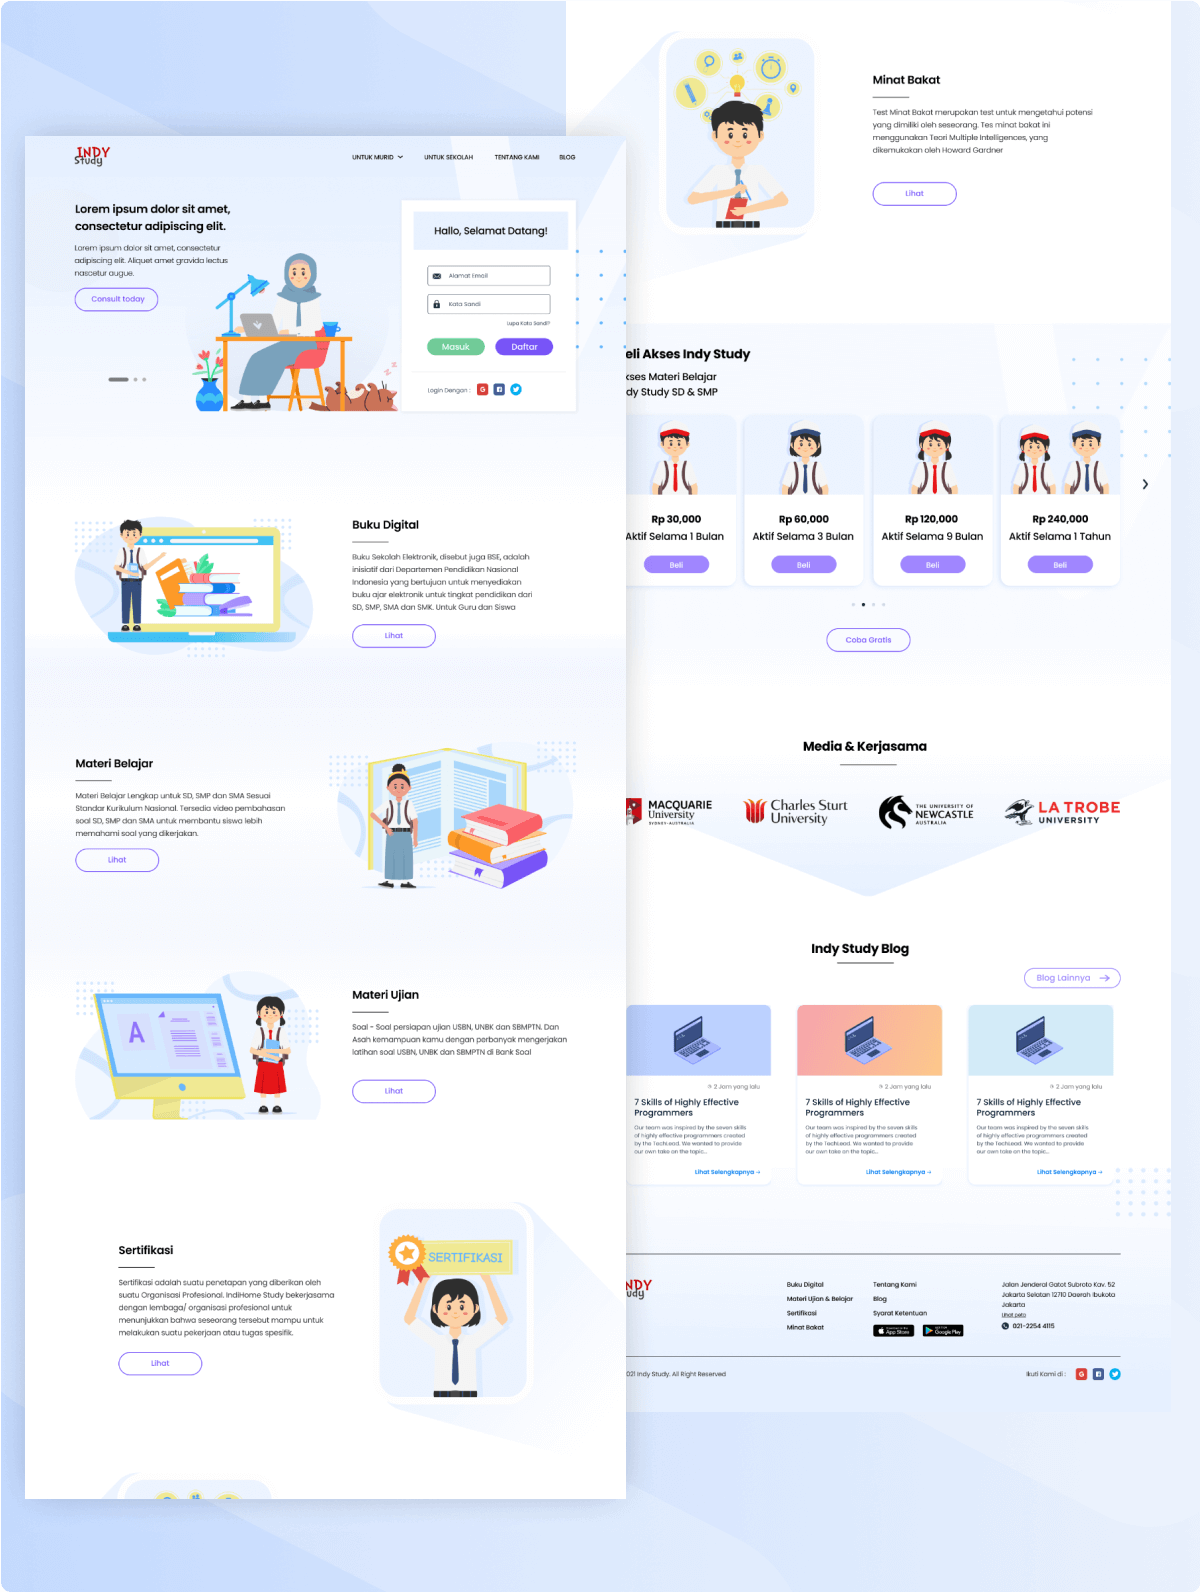 INDY
Study
UNTUK MURID
UNTUK SEKOLAH
TENTANG KAMI
BLOG
Lorem ipsum dolor sit amet,
consectetur adipiscing elit.
Lorem ipsum dolor sit amet, consectetur
adipiscing elit. Aliquet amet gravida lectus
nascetur augue.
Consult today
Hallo, Selamat Datang!
Alamat Email
Kata Sandi
Lupa Kata Sandi?
Masuk
Daftar
Login Dengan :
Buku Digital
Buku Sekolah Elektronik, disebut juga BSE, adalah
inisiatif dari Departemen Pendidikan Nasional
Indonesia yang bertujuan untuk menyediakan
buku ajar elektronik untuk tingkat pendidikan dari
SD, SMP, SMA dan SMK. Untuk Guru dan Siswa
Lihat
Materi Belajar
Materi Belajar Lengkap untuk SD, SMP dan SMA Sesuai
Standar Kurikulum Nasional. Tersedia video pembahasan
soal SD, SMP dan SMA untuk membantu siswa lebih
memahami soal yang dikerjakan.
Lihat
A
Materi Ujian
Soal - Soal persiapan ujian USBN, UNBK dan SBMPTN. Dan
Asah kemampuan kamu dengan perbanyak mengerjakan
latihan soal USBN, UNBK dan SBMPTN di Bank Soal
Lihat
Sertifikasi
Sertifikasi adalah suatu penetapan yang diberikan oleh
suatu Organisasi Profesional. IndiHome Study bekerjasama
dengan lembaga/ organisasi profesional untuk
menunjukkan bahwa seseorang tersebut mampu untuk
melakukan suatu pekerjaan atau tugas spesifik.
Lihat
SERTIFIKASI
Minat Bakat
Test Minat Bakat merupakan test untuk mengetahui potensi
yang dimiliki oleh seseorang. Tes minat bakat ini
menggunakan Teori Multiple Intelligences, yang
dikemukakan oleh Howard Gardner
Lihat
eli Akses Indy Study
kses Materi Belajar
dy Study SD & SMP
Rp 30,000
Aktif Selama 1 Bulan
Beli
Rp 60,000
Aktif Selama 3 Bulan
Beli
Rp 120,000
Aktif Selama 9 Bulan
Beli
Rp 240,000
Aktif Selama 1 Tahun
Beli
Coba Gratis
Media & Kerjasama
MACQUARIE
University
SYDNEY·AUSTRALIA
Charles Sturt
University
THE UNIVERSITY OF
NEWCASTLE
AUSTRALIA
LA TROBE
UNIVERSITY
Indy Study Blog
Blog Lainnya
2 Jam yang lalu
7 Skills of Highly Effective
Programmers
Our team was inspired by the seven skills
of highly effective programmers created
by the TechLead. We wanted to provide
our own take on the topic...
Lihat Selengkapnya
2 Jam yang lalu
7 Skills of Highly Effective
Programmers
Our team was inspired by the seven skills
of highly effective programmers created
by the TechLead. We wanted to provide
our own take on the topic...
Lihat Selengkapnya
2 Jam yang lalu
7 Skills of Highly Effective
Programmers
Our team was inspired by the seven skills
of highly effective programmers created
by the TechLead. We wanted to provide
our own take on the topic...
Lihat Selengkapnya
NDY
udy
Buku Digital
Materi Ujian & Belajar
Sertifikasi
Minat Bakat
Tentang Kami
Blog
Syarat Ketentuan
App Store
Google Play
Jalan Jenderal Gatot Subroto Kav. 52
Jakarta Selatan 12710 Daerah Ibukota
Jakarta
Lihat peta
021-2254 4115
021 Indy Study. All Right Reserved
Ikuti Kami di :